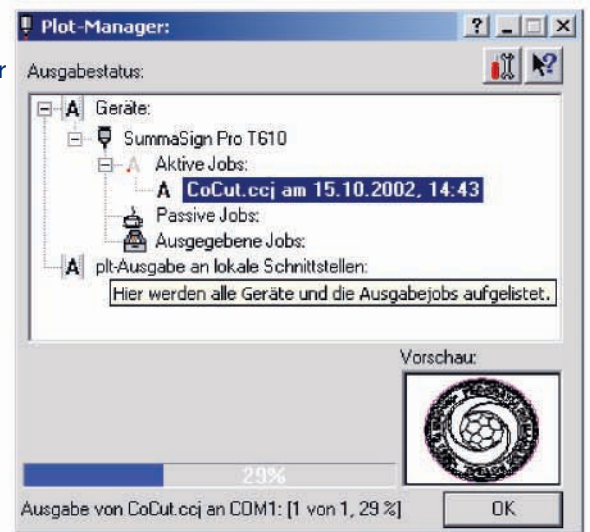 Plot-Manager:
r
Ausgabestatus:
Geräte:
SummaSign Pro T610
Aktive Jobs:
CoCut.ccj am 15.10.2002, 14:43
Passive Jobs:
Ausgegebene Jobs:
plt-Ausgabe an lokale Schnittstellen:
Hier werden alle Geräte und die Ausgabejobs aufgelistet.
Vorschau:
29%
Ausgabe von CoCut.ccj an COM1: [1 von 1, 29 %]
OK